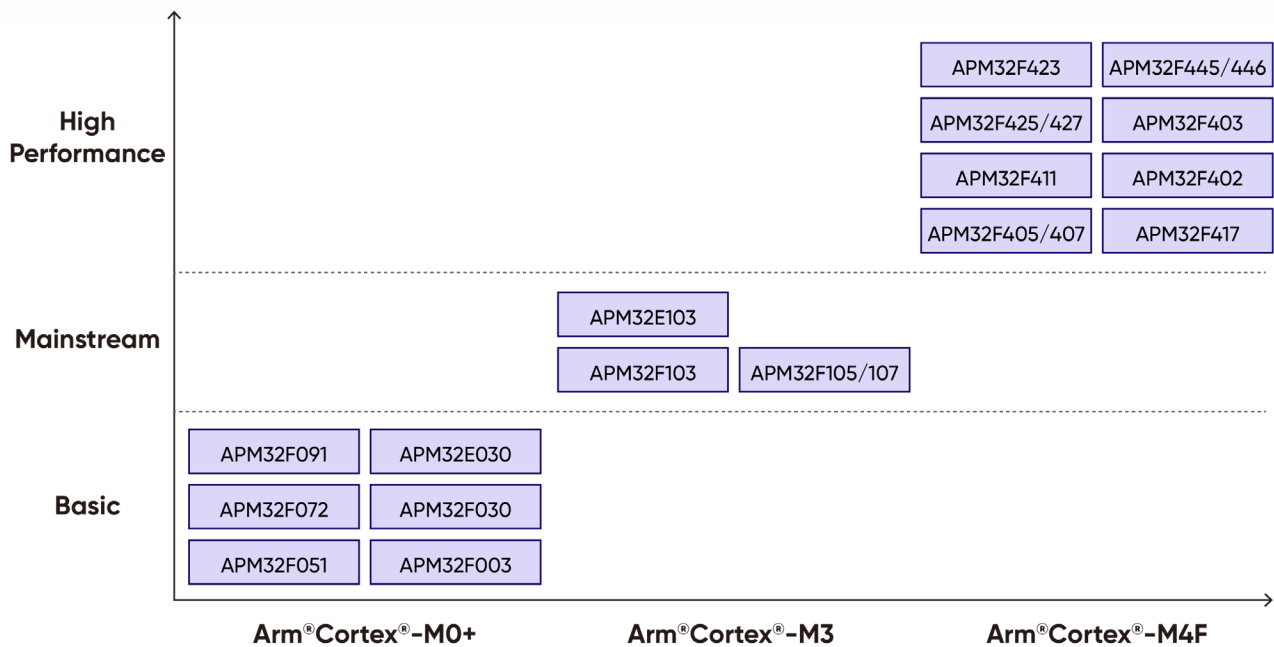 High
Performance
APM32F423
APM32F445/446
APM32F425/427
APM32F403
APM32F411
APM32F402
APM32F405/407
APM32F417
Mainstream
APM32E103
APM32F103
APM32F105/107
Basic
APM32F091
APM32E030
APM32F072
APM32F030
APM32F051
APM32F003
Arm®Cortex®-M0+
Arm®Cortex®-M3
Arm®Cortex®-M4F